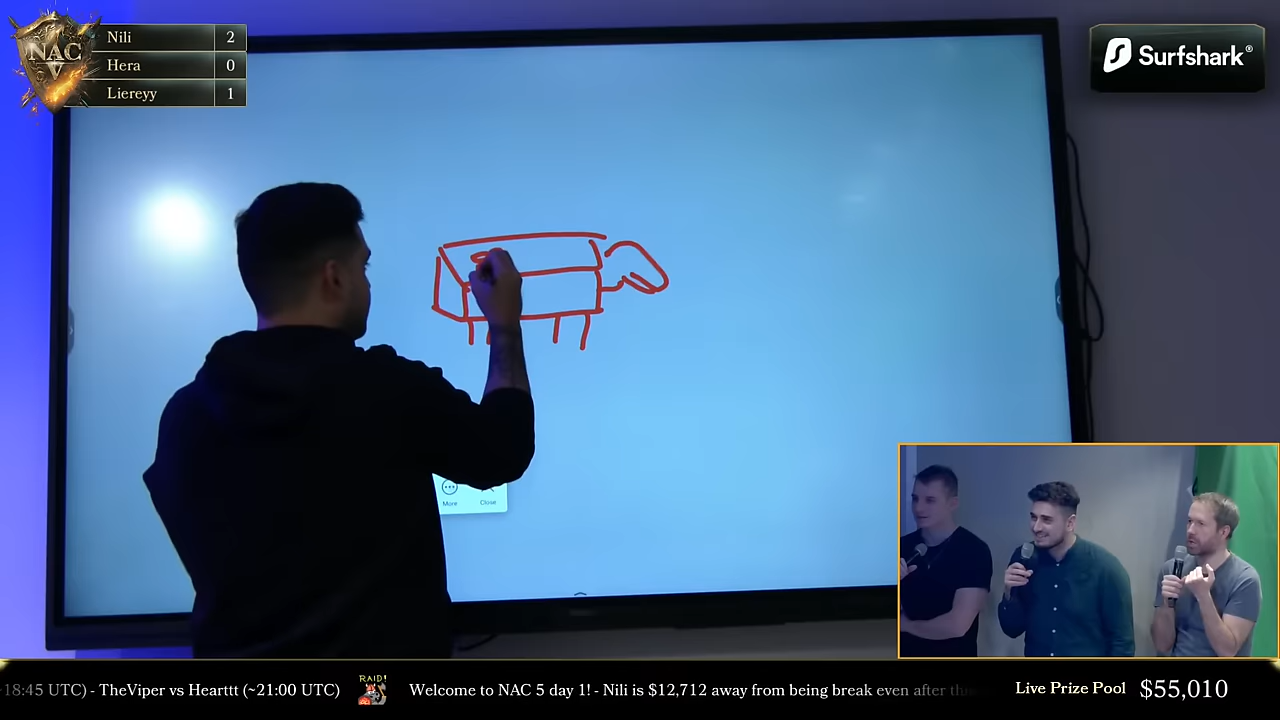 NAC
V
Nili 2
Hera 0
Liereyy 1
Surfshark®
More Close
-18:45 UTC) - TheViper vs Hearttt (~21:00 UTC)
RAID!
Welcome to NAC 5 day 1! - Nili is $12,712 away from being break even after
Live Prize Pool $55,010